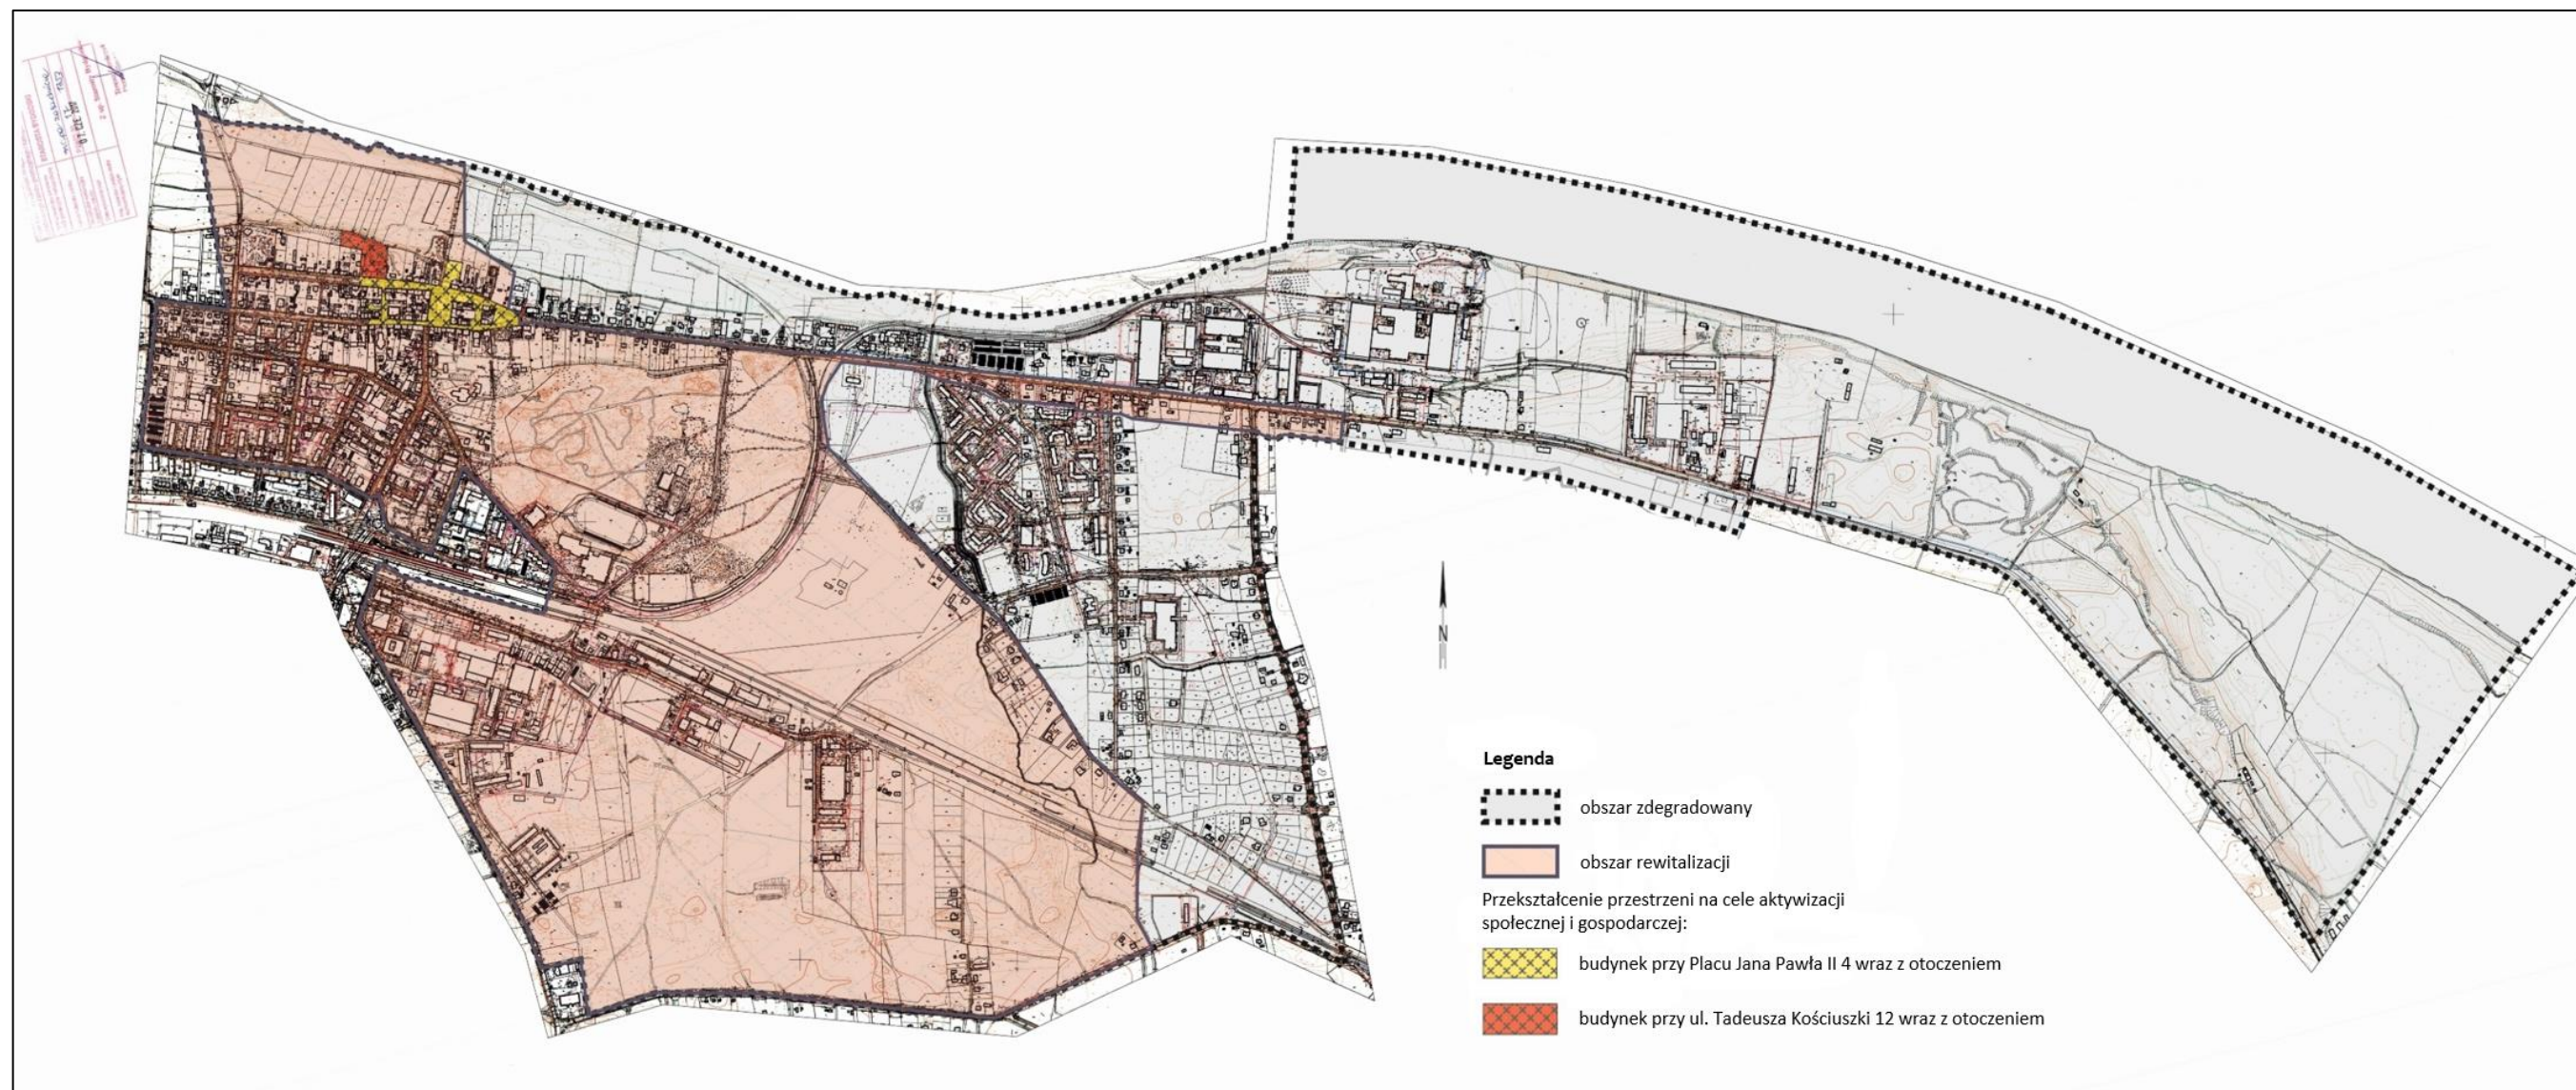 N
Legenda
obszar zdegradowany
obszar rewitalizacji
Przekształcenie przestrzeni na cele aktywizacji
społecznej i gospodarczej:
budynek przy Placu Jana Pawła II 4 wraz z otoczeniem
budynek przy ul. Tadeusza Kościuszki 12 wraz z otoczeniem